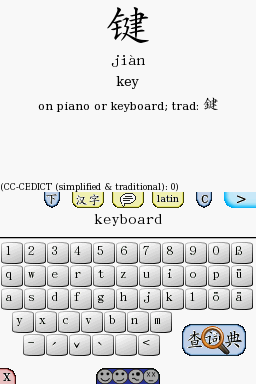 键
jiàn
key
on piano or keyboard; trad: 鍵
(CC-CEDICT (simplified & traditional): 0)
下 汉字 latin C >
keyboard
1 2 3 4 5 6 7 8 9 0 ß
q w e r t z u i o p ü
a s d f g h j k l ö ä
y x c v b n m
- ˊ ˇ ˋ <
查词典
X